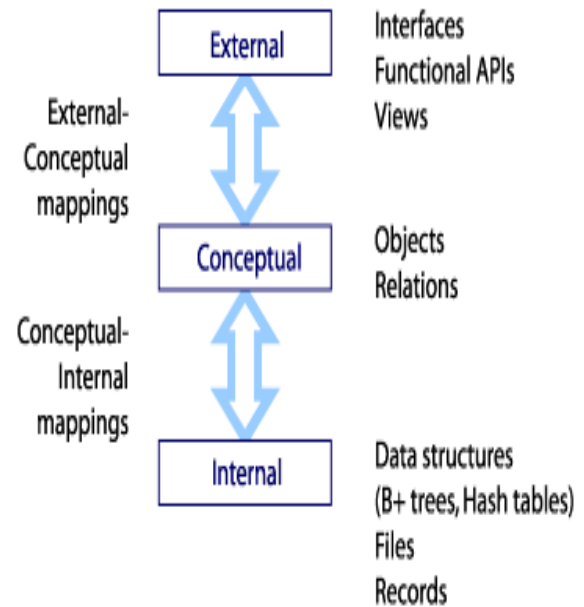 External
Interfaces
Functional APIs
Views
External-
Conceptual
mappings
Conceptual
Objects
Relations
Conceptual-
Internal
mappings
Internal
Data structures
(B+ trees, Hash tables)
Files
Records